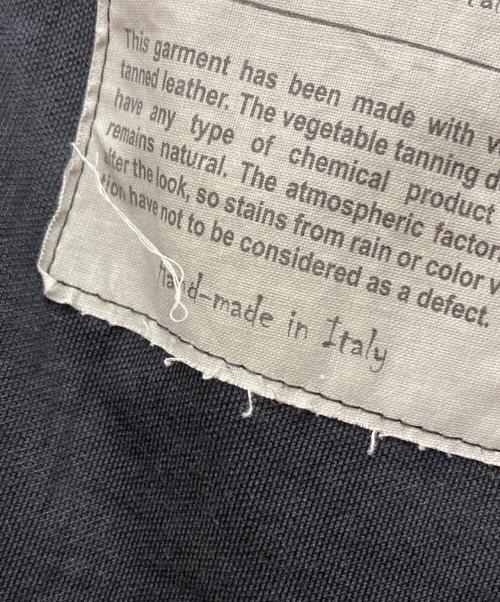 This garment has been made with
tanned leather. The vegetable tanning
have any type of chemical product
remains natural. The atmospheric
alter the look, so stains from rain or color
have not to be considered as a defect.
Hand-made in Italy